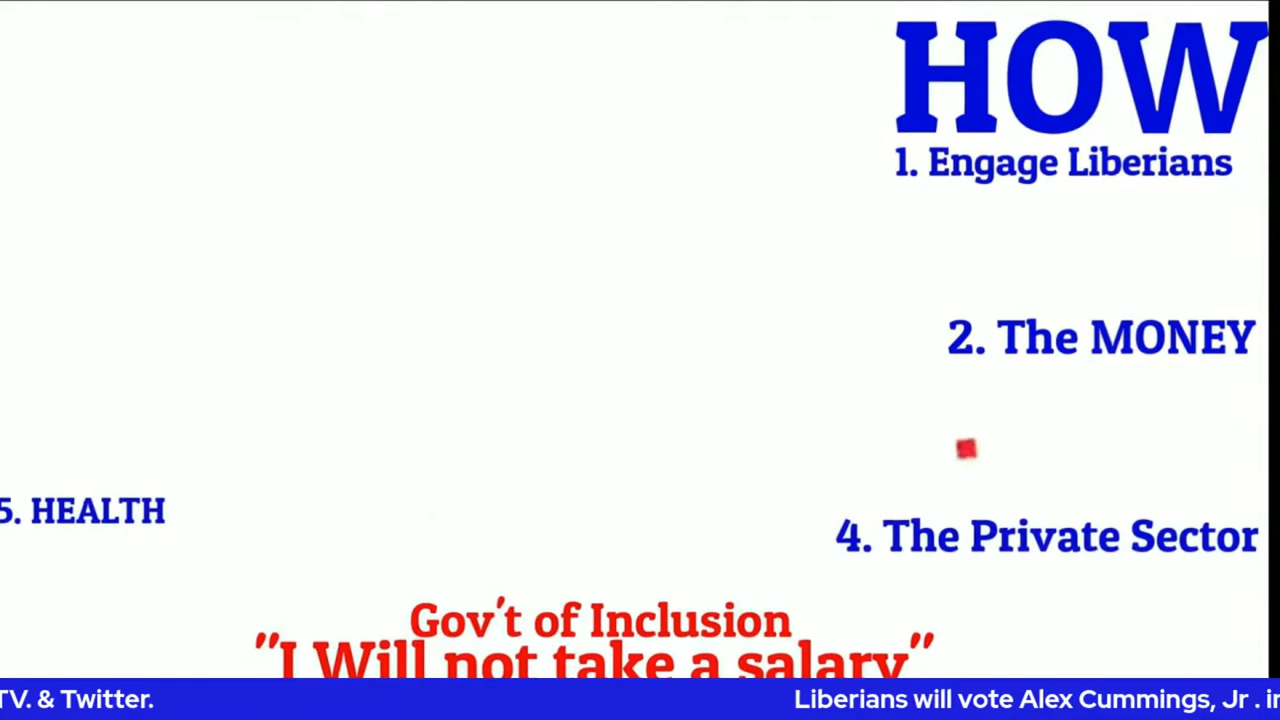 HOW
1. Engage Liberians
2. The MONEY
5. HEALTH
4. The Private Sector
Gov't of Inclusion
"I Will not take a salary"
TV. & Twitter.
Liberians will vote Alex Cummings, Jr . in